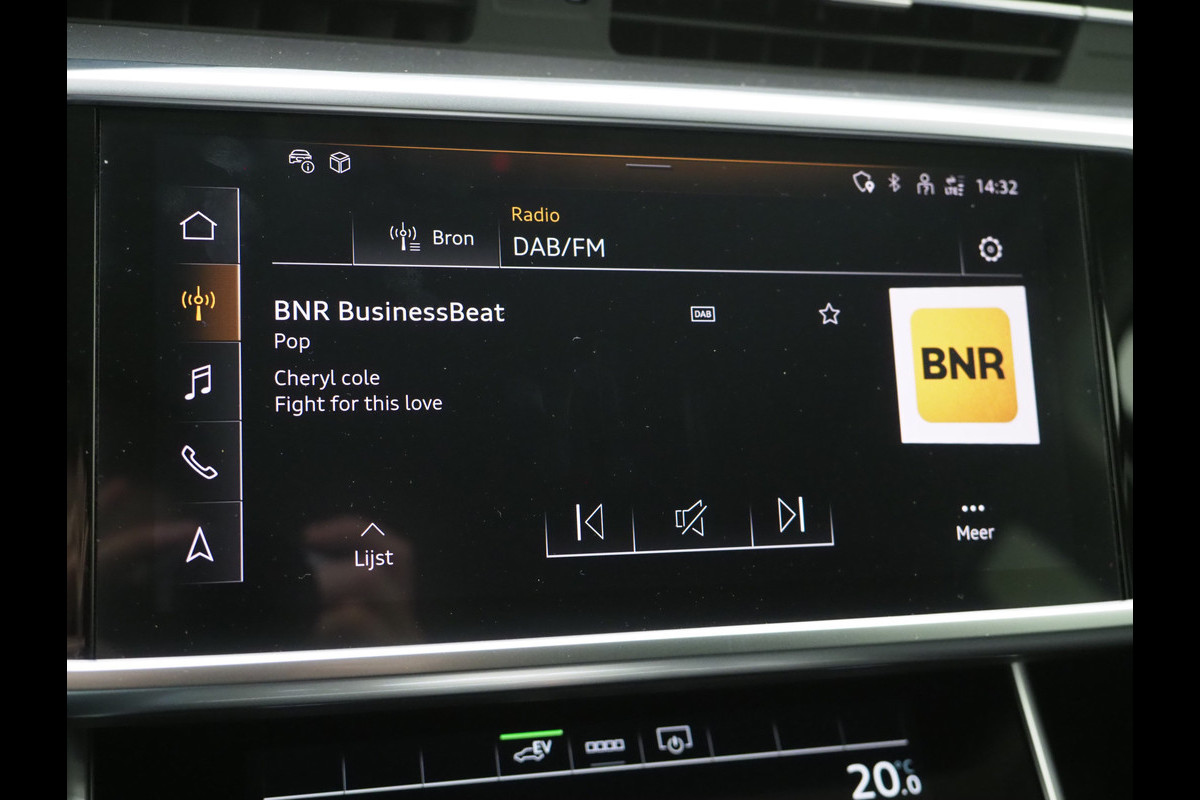 14:32
Radio
Bron
DAB/FM
BNR BusinessBeat
DAB
Pop
BNR
Cheryl cole
Fight for this love
Lijst
Meer
EV
20.0 °C